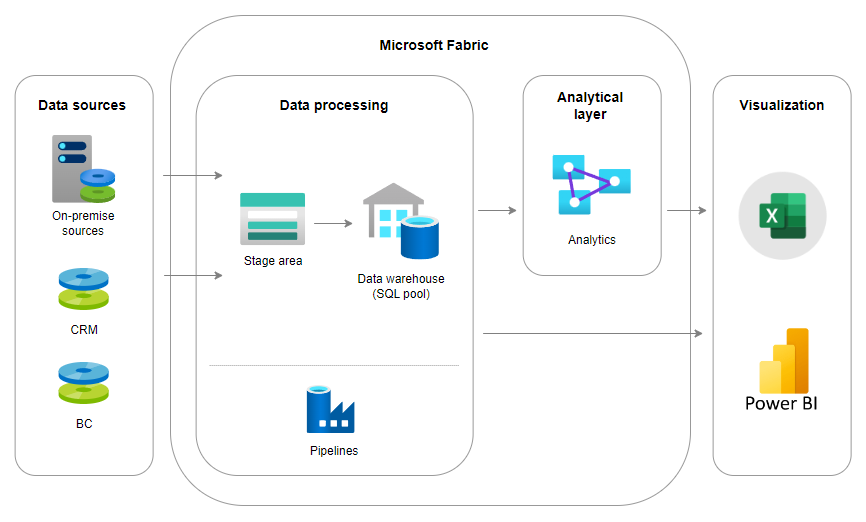 Microsoft Fabric
Data sources
On-premise
sources
CRM
BC
Data processing
Stage area
Data warehouse
(SQL pool)
Pipelines
Analytical
layer
Analytics
Visualization
X
Power BI